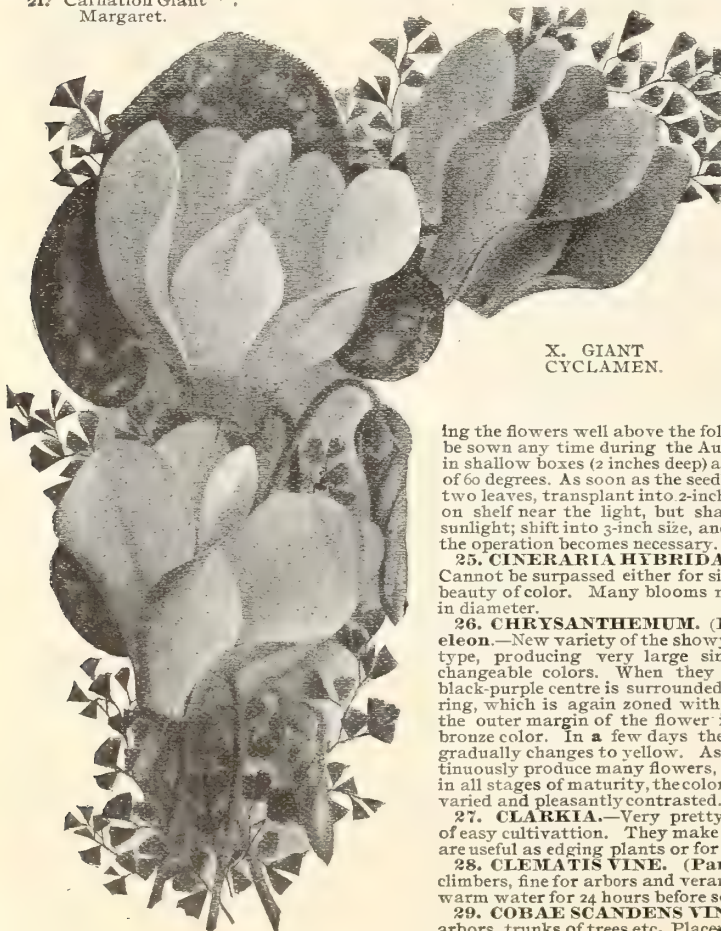 21. Carnation Giant
Margaret.
X. GIANT
CYCLAMEN.
ing the flowers well above the fol
be sown any time during the Au
in shallow boxes (2 inches deep) a
of 60 degrees. As soon as the seed
two leaves, transplant into 2-inch
on shelf near the light, but sha
sunlight; shift into 3-inch size, and
the operation becomes necessary.
25. CINERARIA HYBRIDA
Cannot be surpassed either for si
beauty of color. Many blooms m
in diameter.
26. CHRYSANTHEMUM. (
eleon.—New variety of the showy
type, producing very large siz
changeable colors. When they
black-purple centre is surrounded
ring, which is again zoned with
the outer margin of the flower
bronze color. In a few days the
gradually changes to yellow. As
tinuously produce many flowers,
in all stages of maturity, the color
varied and pleasantly contrasted.
27. CLARKIA.—Very pretty
of easy cultivattion. They make
are useful as edging plants or for
28. CLEMATIS VINE. (Par
climbers, fine for arbors and veran
warm water for 24 hours before so
29. COBAE SCANDENS VIN
arbors, trunks of trees etc. Place